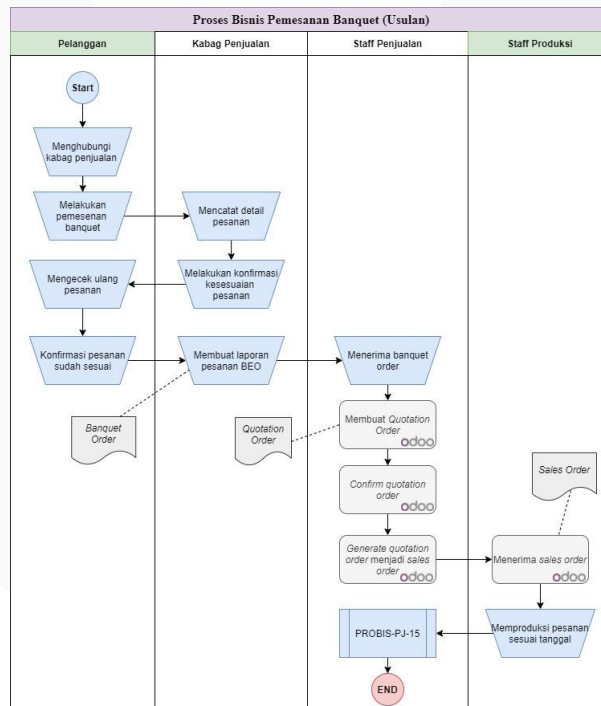 Proses Bisnis Pemesanan Banquet (Usulan)
Pelanggan
Kabag Penjualan
Staff Penjualan
Staff Produksi
Start
Menghubungi
kabag penjualan
Melakukan
pemesenan
banquet
Mencatat detail
pesanan
Mengecek ulang
pesanan
Melakukan konfirmasi
kesesuaian
pesanan
Konfirmasi pesanan
sudah sesuai
Membuat laporan
pesanan BEO
Menerima banquet
order
Banquet
Order
Quotation
Order
Membuat Quotation
Order
odoo
Confirm quotation
order
odoo
Sales Order
Generate quotation
order menjadi sales
order
odoo
Menerima sales order
odoo
PROBIS-PJ-15
Memproduksi pesanan
sesuai tanggal
END